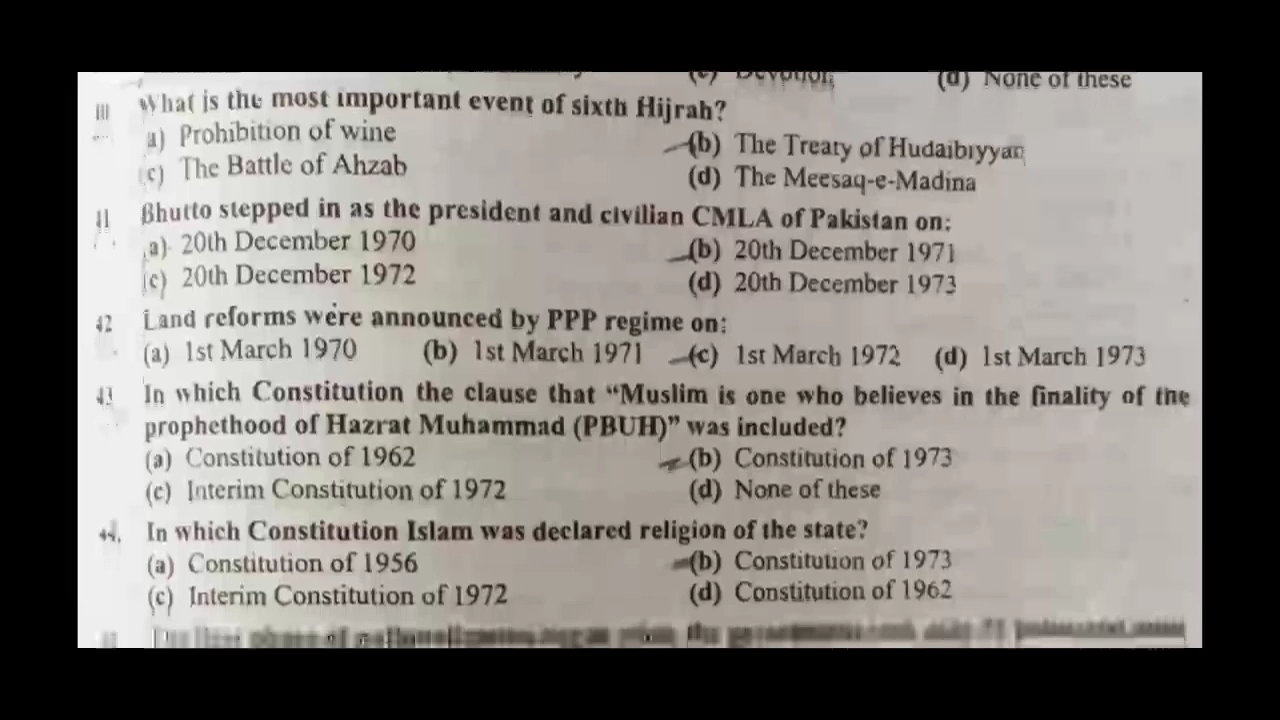 (c) Devotion (d) None of these
What is the most important event of sixth Hijrah?
a) Prohibition of wine (b) The Treaty of Hudaibiyyah
(c) The Battle of Ahzab (d) The Meesaq-e-Madina
41 Bhutto stepped in as the president and civilian CMLA of Pakistan on:
a) 20th December 1970 (b) 20th December 1971
(c) 20th December 1972 (d) 20th December 1973
42 Land reforms were announced by PPP regime on:
(a) 1st March 1970 (b) 1st March 1971 (c) 1st March 1972 (d) 1st March 1973
43 In which Constitution the clause that “Muslim is one who believes in the finality of the
prophethood of Hazrat Muhammad (PBUH)” was included?
(a) Constitution of 1962 (b) Constitution of 1973
(c) Interim Constitution of 1972 (d) None of these
44. In which Constitution Islam was declared religion of the state?
(a) Constitution of 1956 (b) Constitution of 1973
(c) Interim Constitution of 1972 (d) Constitution of 1962